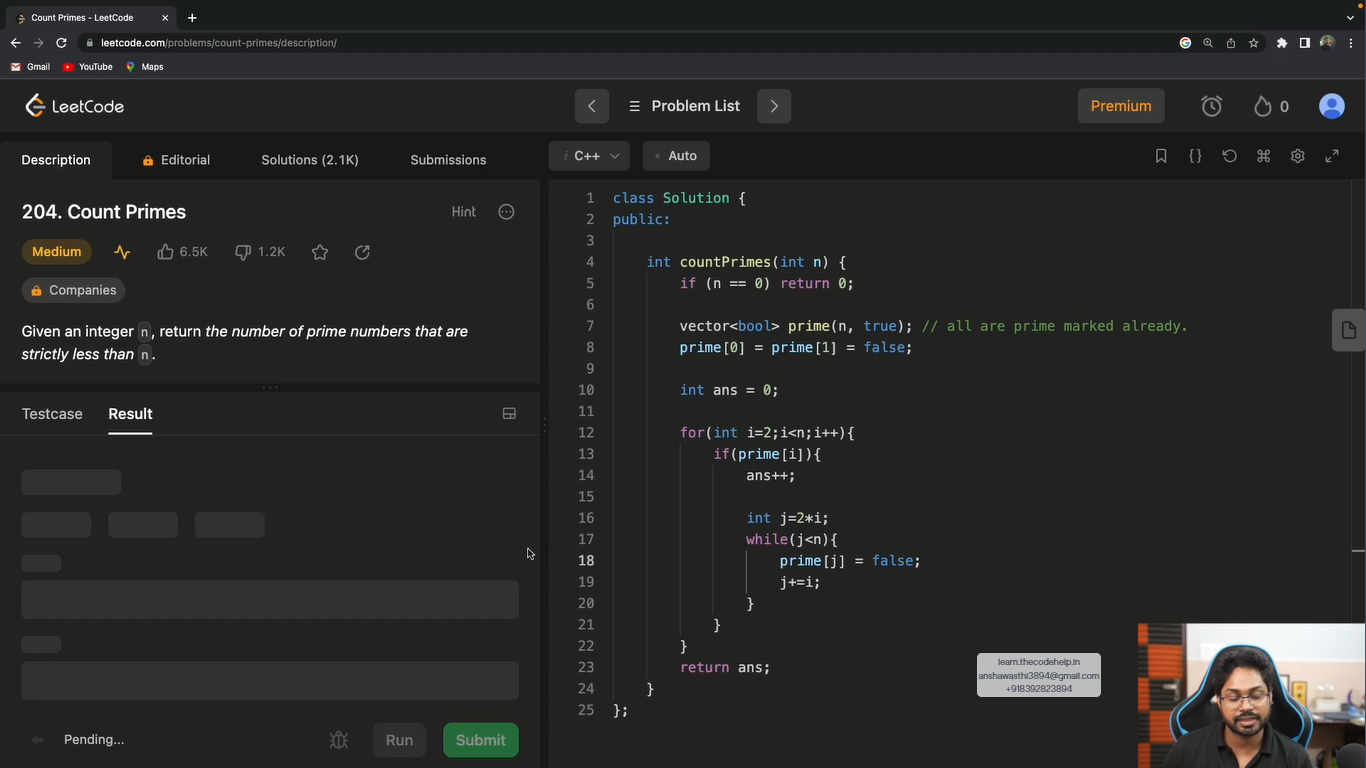 Count Primes - LeetCode
leetcode.com/problems/count-primes/description/
Gmail
YouTube
Maps
LeetCode
Problem List
Premium
0
Description
Editorial
Solutions (2.1K)
Submissions
i C++
Auto
204. Count Primes
Hint
Medium
6.5K
1.2K
Companies
Given an integer n, return the number of prime numbers that are
strictly less than n.
Testcase
Result
Pending...
Run
Submit
1 class Solution {
2 public:
3
4 int countPrimes(int n) {
5 if (n == 0) return 0;
6
7 vector<bool> prime(n, true); // all are prime marked already.
8 prime[0] = prime[1] = false;
9
10 int ans = 0;
11
12 for(int i=2;i<n;i++){
13 if(prime[i]){
14 ans++;
15
16 int j=2*i;
17 while(j<n){
18 prime[j] = false;
19 j+=i;
20 }
21 }
22 }
23 return ans;
24 }
25 };
learn.thecodehelp.in
anshawasthi3894@gmail.com
+918392823894